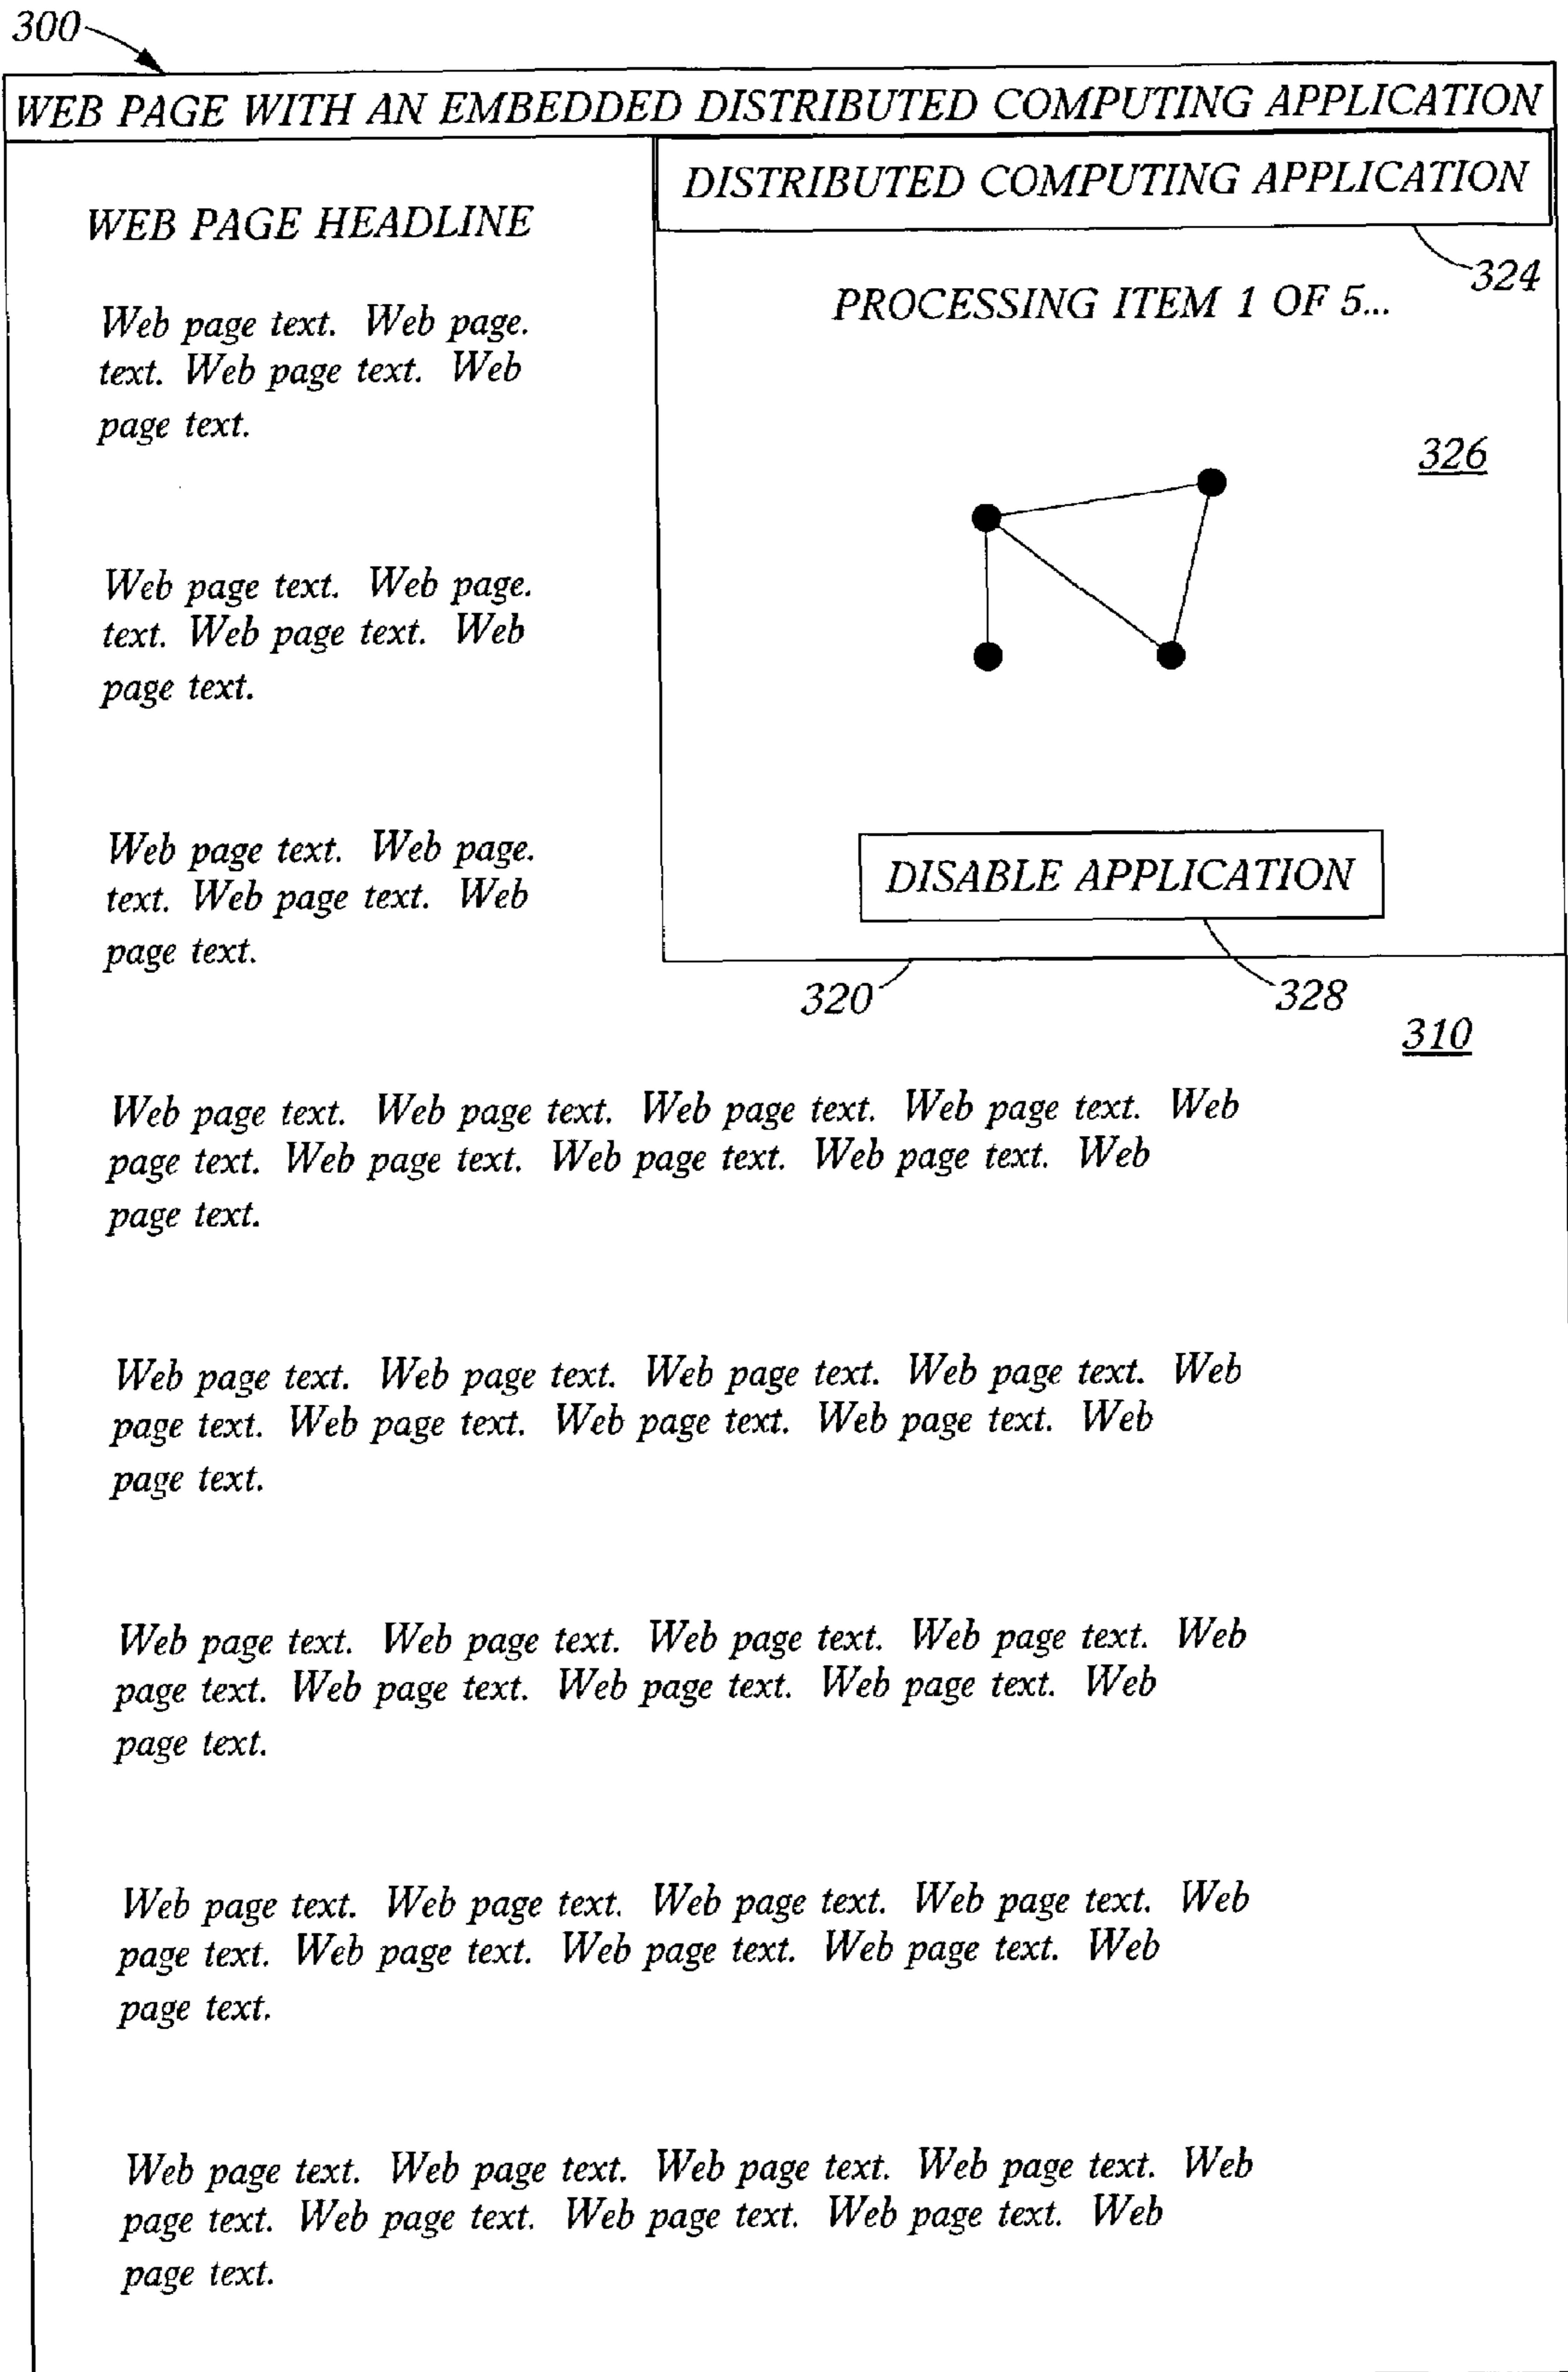 300
WEB PAGE WITH AN EMBEDDED DISTRIBUTED COMPUTING APPLICATION
DISTRIBUTED COMPUTING APPLICATION
324
WEB PAGE HEADLINE
PROCESSING ITEM 1 OF 5...
Web page text. Web page.
text. Web page text. Web
page text.
326
Web page text. Web page.
text. Web page text. Web
page text.
Web page text. Web page.
text. Web page text. Web
page text.
DISABLE APPLICATION
320
328
310
Web page text. Web page text. Web page text. Web page text. Web
page text. Web page text. Web page text. Web page text. Web
page text.
Web page text. Web page text. Web page text. Web page text. Web
page text. Web page text. Web page text. Web page text. Web
page text.
Web page text. Web page text. Web page text. Web page text. Web
page text. Web page text. Web page text. Web page text. Web
page text.
Web page text. Web page text. Web page text. Web page text. Web
page text. Web page text. Web page text. Web page text. Web
page text.
Web page text. Web page text. Web page text. Web page text. Web
page text. Web page text. Web page text. Web page text. Web
page text.